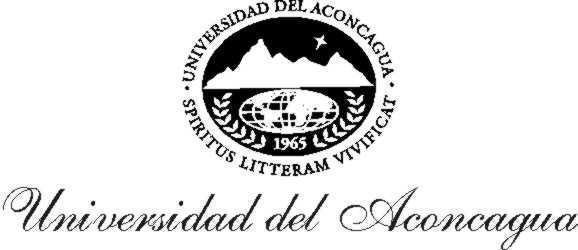 · UNIVERSIDAD DEL ACONCAGUA ·
SPIRITUS LITTERAM VIVIFICAT
1965
Universidad del Aconcagua